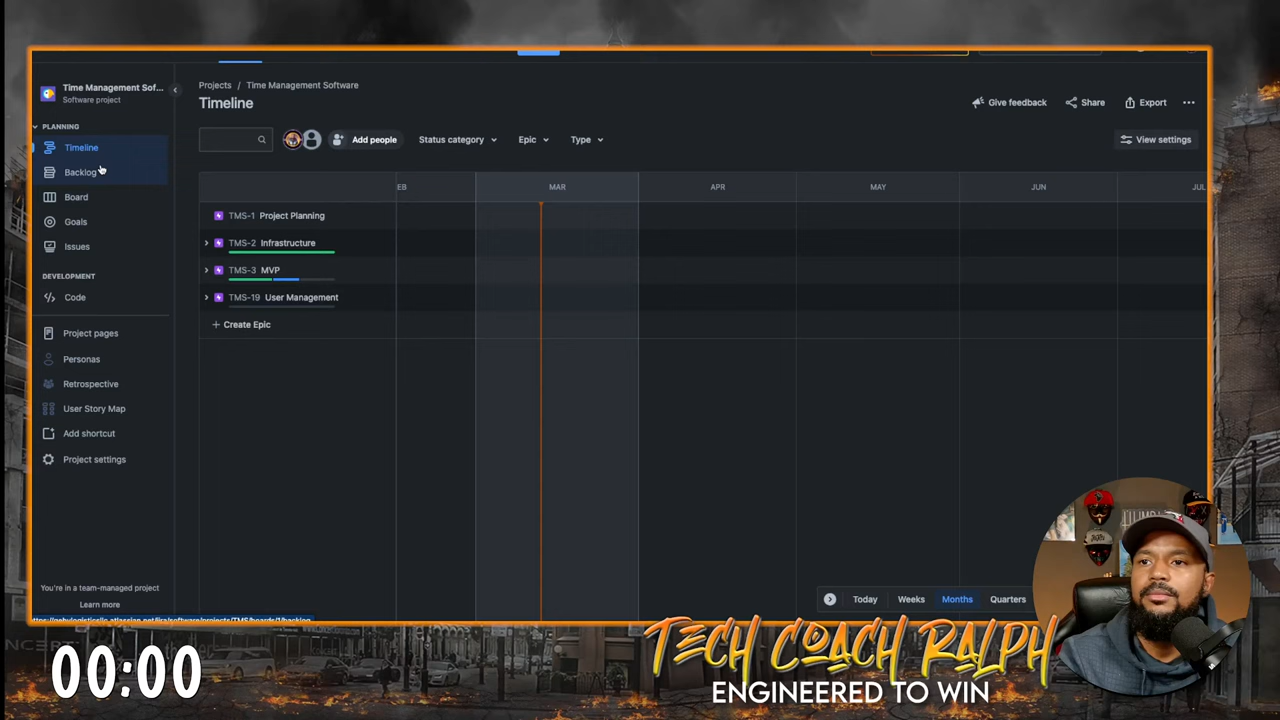 Time Management Sof...
Software project
PLANNING
Timeline
Backlog
Board
Goals
Issues
DEVELOPMENT
Code
Project pages
Personas
Retrospective
User Story Map
Add shortcut
Project settings
You're in a team-managed project
Learn more
Projects / Time Management Software
Timeline
Give feedback
Share
Export
Add people
Status category
Epic
Type
View settings
EB
MAR
APR
MAY
JUN
JUL
TMS-1 Project Planning
TMS-2 Infrastructure
TMS-3 MVP
TMS-19 User Management
+ Create Epic
Today
Weeks
Months
Quarters
00:00
TECH COACH RALPH
ENGINEERED TO WIN